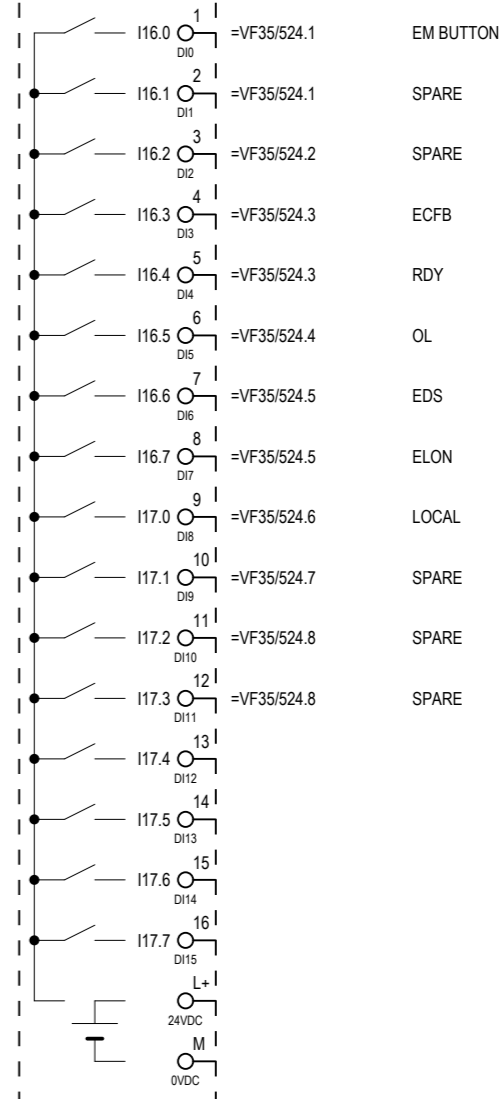 1
I16.0 =VF35/524.1 EM BUTTON
DI0
2
I16.1 =VF35/524.1 SPARE
DI1
3
I16.2 =VF35/524.2 SPARE
DI2
4
I16.3 =VF35/524.3 ECFB
DI3
5
I16.4 =VF35/524.3 RDY
DI4
6
I16.5 =VF35/524.4 OL
DI5
7
I16.6 =VF35/524.5 EDS
DI6
8
I16.7 =VF35/524.5 ELON
DI7
9
I17.0 =VF35/524.6 LOCAL
DI8
10
I17.1 =VF35/524.7 SPARE
DI9
11
I17.2 =VF35/524.8 SPARE
DI10
12
I17.3 =VF35/524.8 SPARE
DI11
13
I17.4
DI12
14
I17.5
DI13
15
I17.6
DI14
16
I17.7
DI15
L+
24VDC
M
0VDC